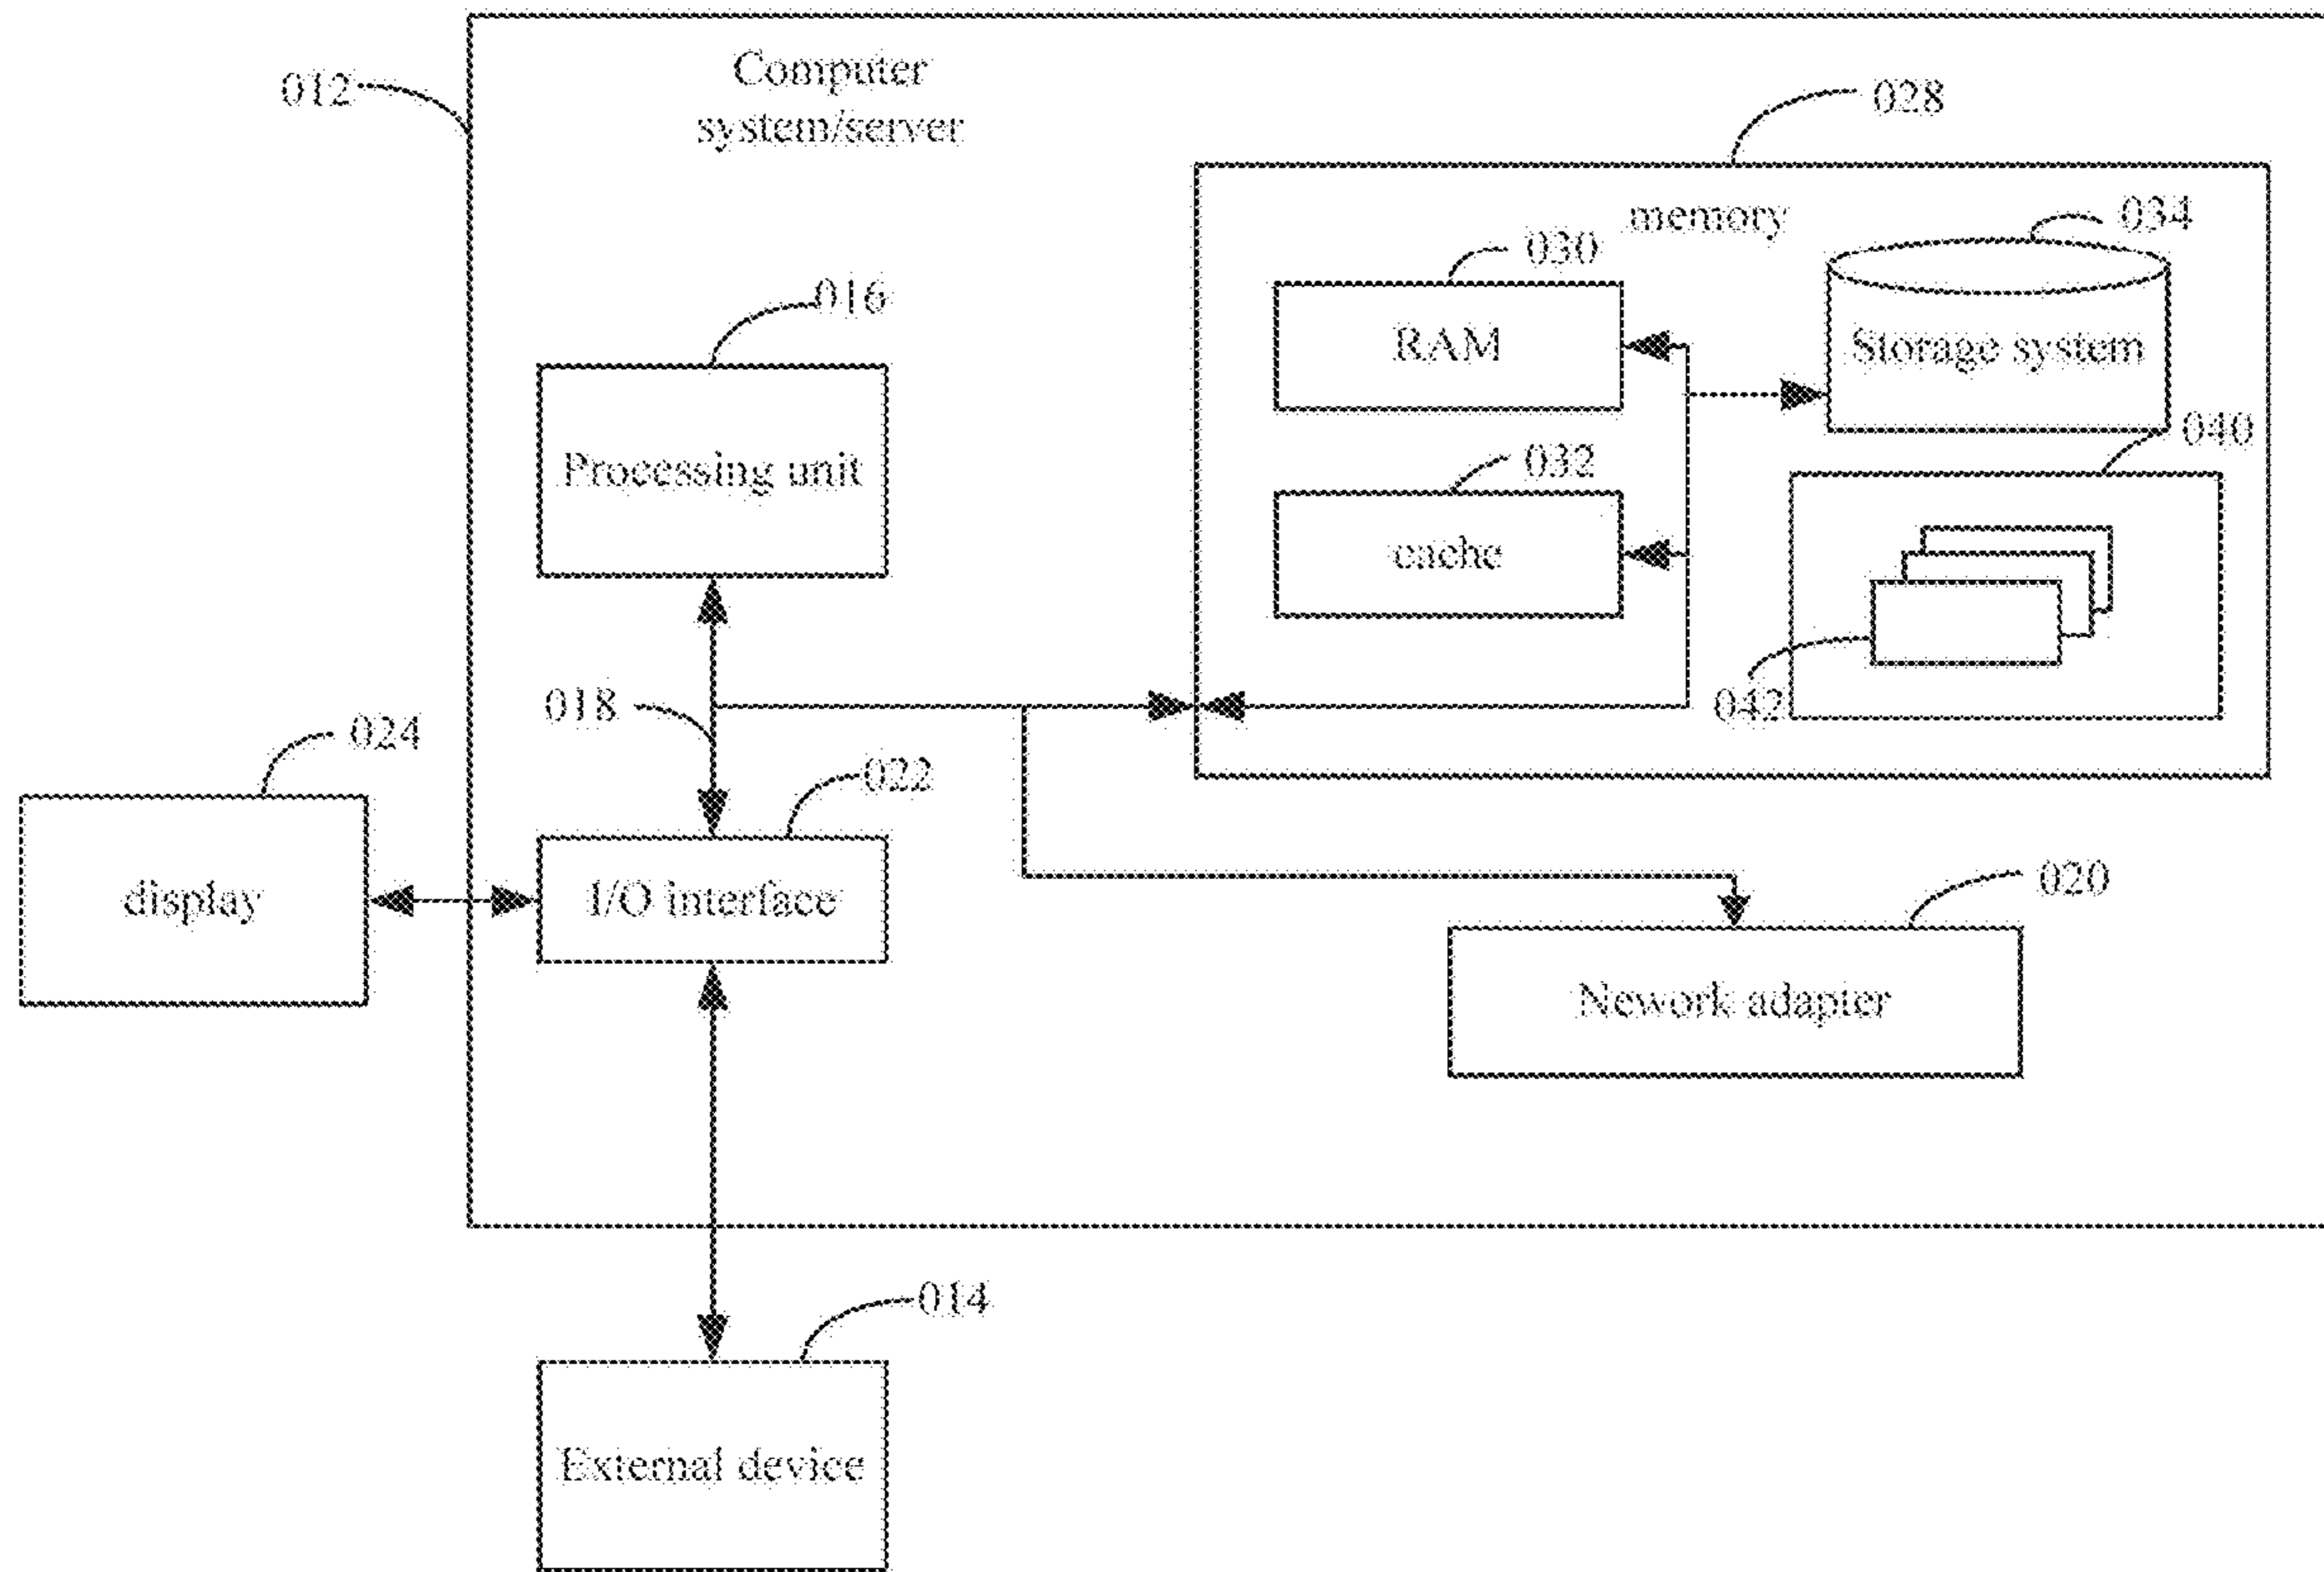 012
Computer
system/server
028
memory
034
030
016
RAM
Storage system
040
Processing unit
032
cache
018
042
024
022
display
I/O interface
020
Nework adapter
014
External device